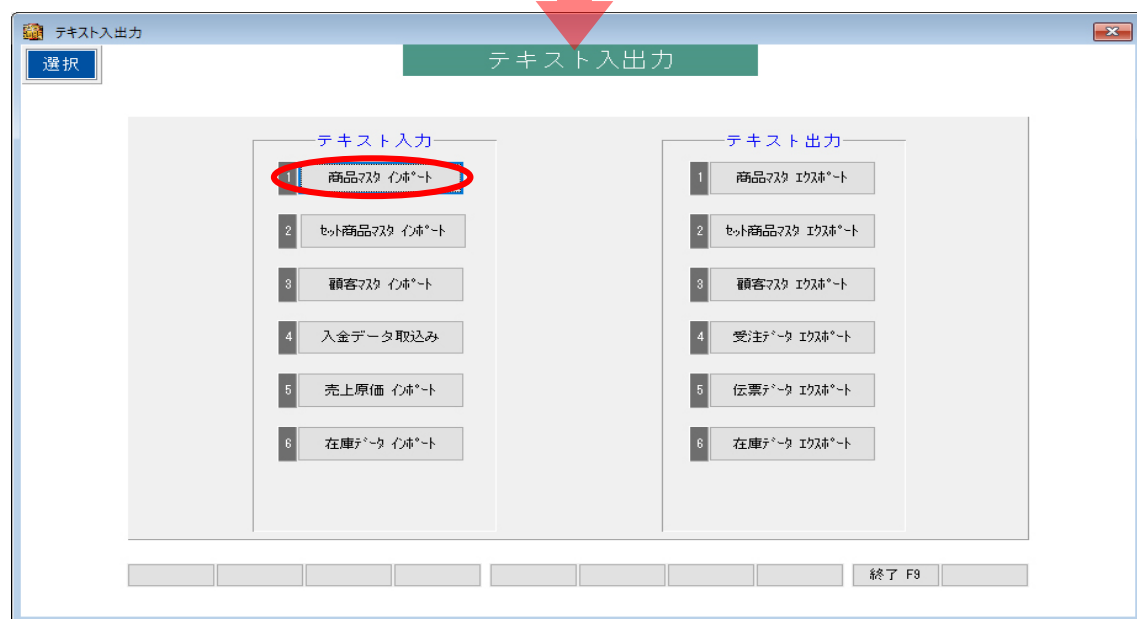 テキスト入出力
選択
テキスト入出力
テキスト入力
1 商品ﾏｽﾀ ｲﾝﾎﾟｰﾄ
2 ｾｯﾄ商品ﾏｽﾀ ｲﾝﾎﾟｰﾄ
3 顧客ﾏｽﾀ ｲﾝﾎﾟｰﾄ
4 入金データ取込み
5 売上原価 ｲﾝﾎﾟｰﾄ
6 在庫ﾃﾞｰﾀ ｲﾝﾎﾟｰﾄ
テキスト出力
1 商品ﾏｽﾀ ｴｸｽﾎﾟｰﾄ
2 ｾｯﾄ商品ﾏｽﾀ ｴｸｽﾎﾟｰﾄ
3 顧客ﾏｽﾀ ｴｸｽﾎﾟｰﾄ
4 受注ﾃﾞｰﾀ ｴｸｽﾎﾟｰﾄ
5 伝票ﾃﾞｰﾀ ｴｸｽﾎﾟｰﾄ
6 在庫ﾃﾞｰﾀ ｴｸｽﾎﾟｰﾄ
終了 F9